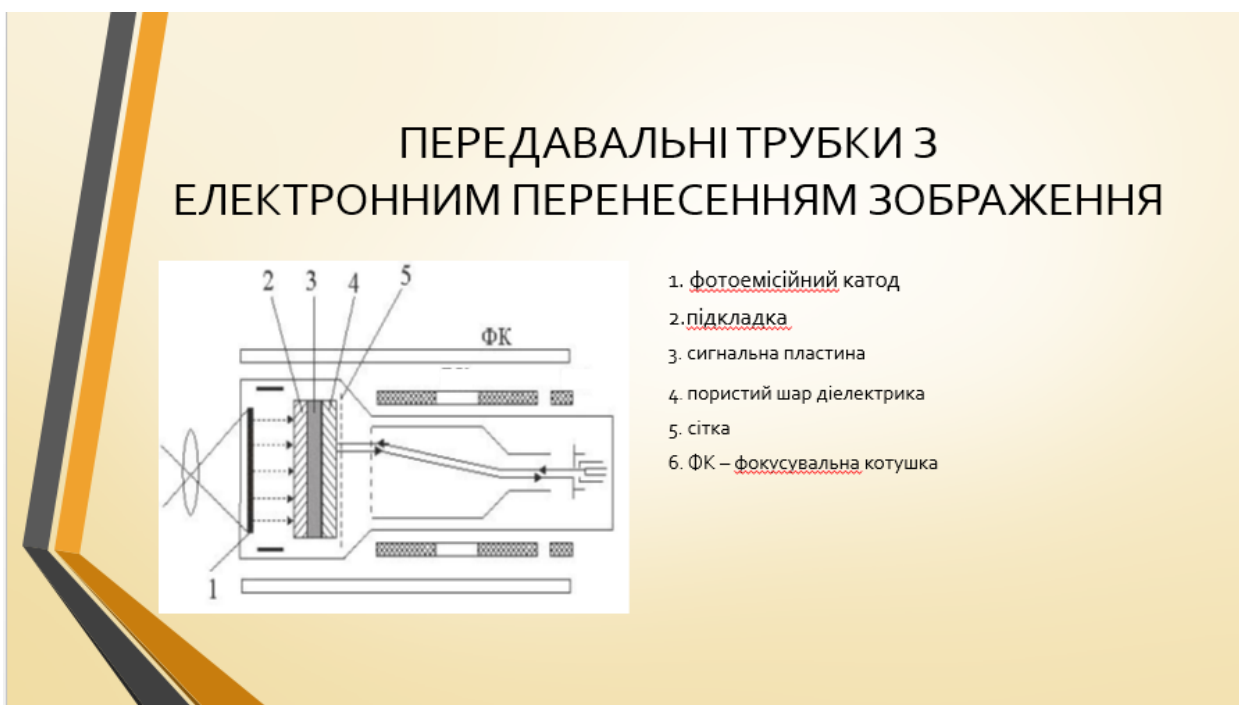 ПЕРЕДАВАЛЬНІ ТРУБКИ З
ЕЛЕКТРОННИМ ПЕРЕНЕСЕННЯМ ЗОБРАЖЕННЯ
2 3 4 5
ФК
1
1. фотоемісійний катод
2.підкладка
3. сигнальна пластина
4. пористий шар діелектрика
5. сітка
6. ФК – фокусувальна котушка